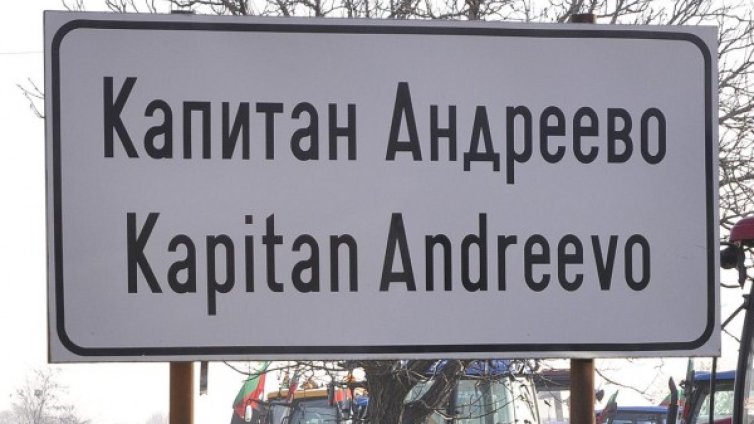 Капитан Андреево
Kapitan Andreevo